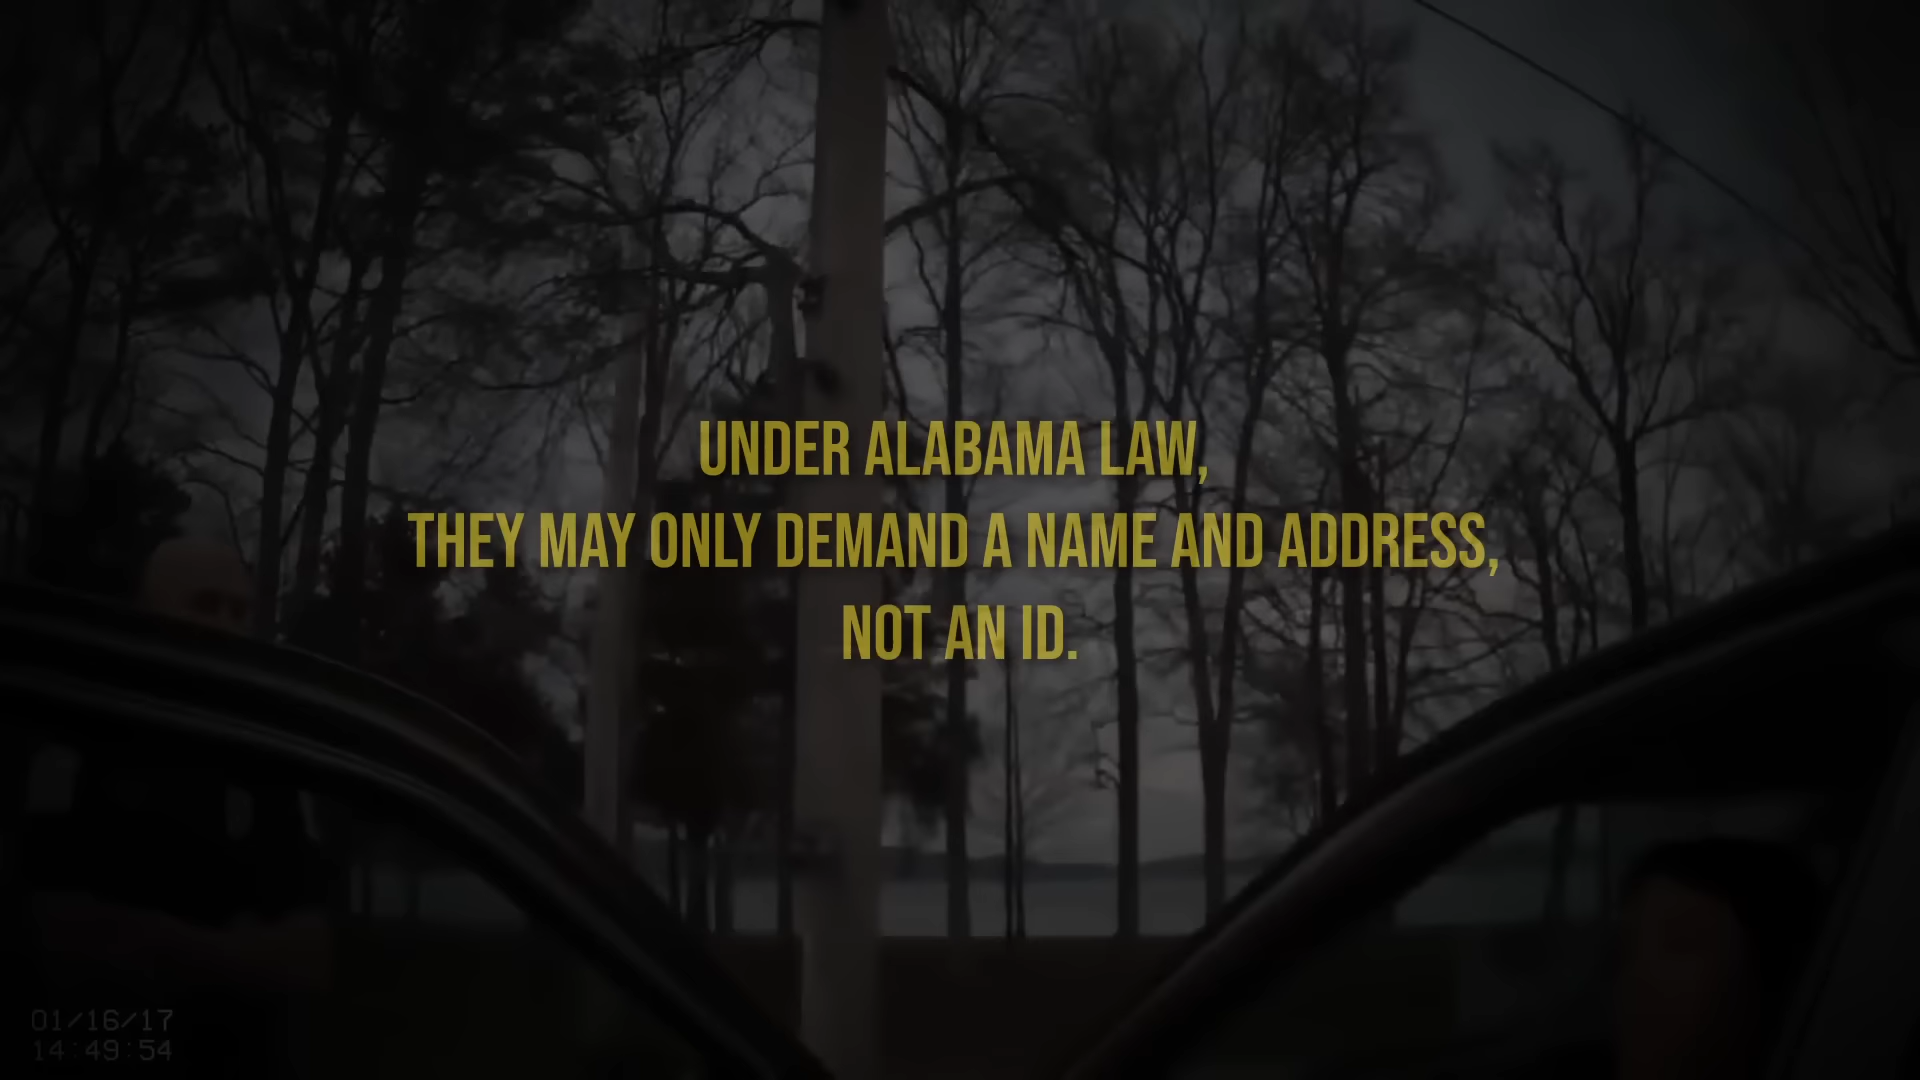 UNDER ALABAMA LAW,
THEY MAY ONLY DEMAND A NAME AND ADDRESS,
NOT AN ID.
01/16/17
14:49:54